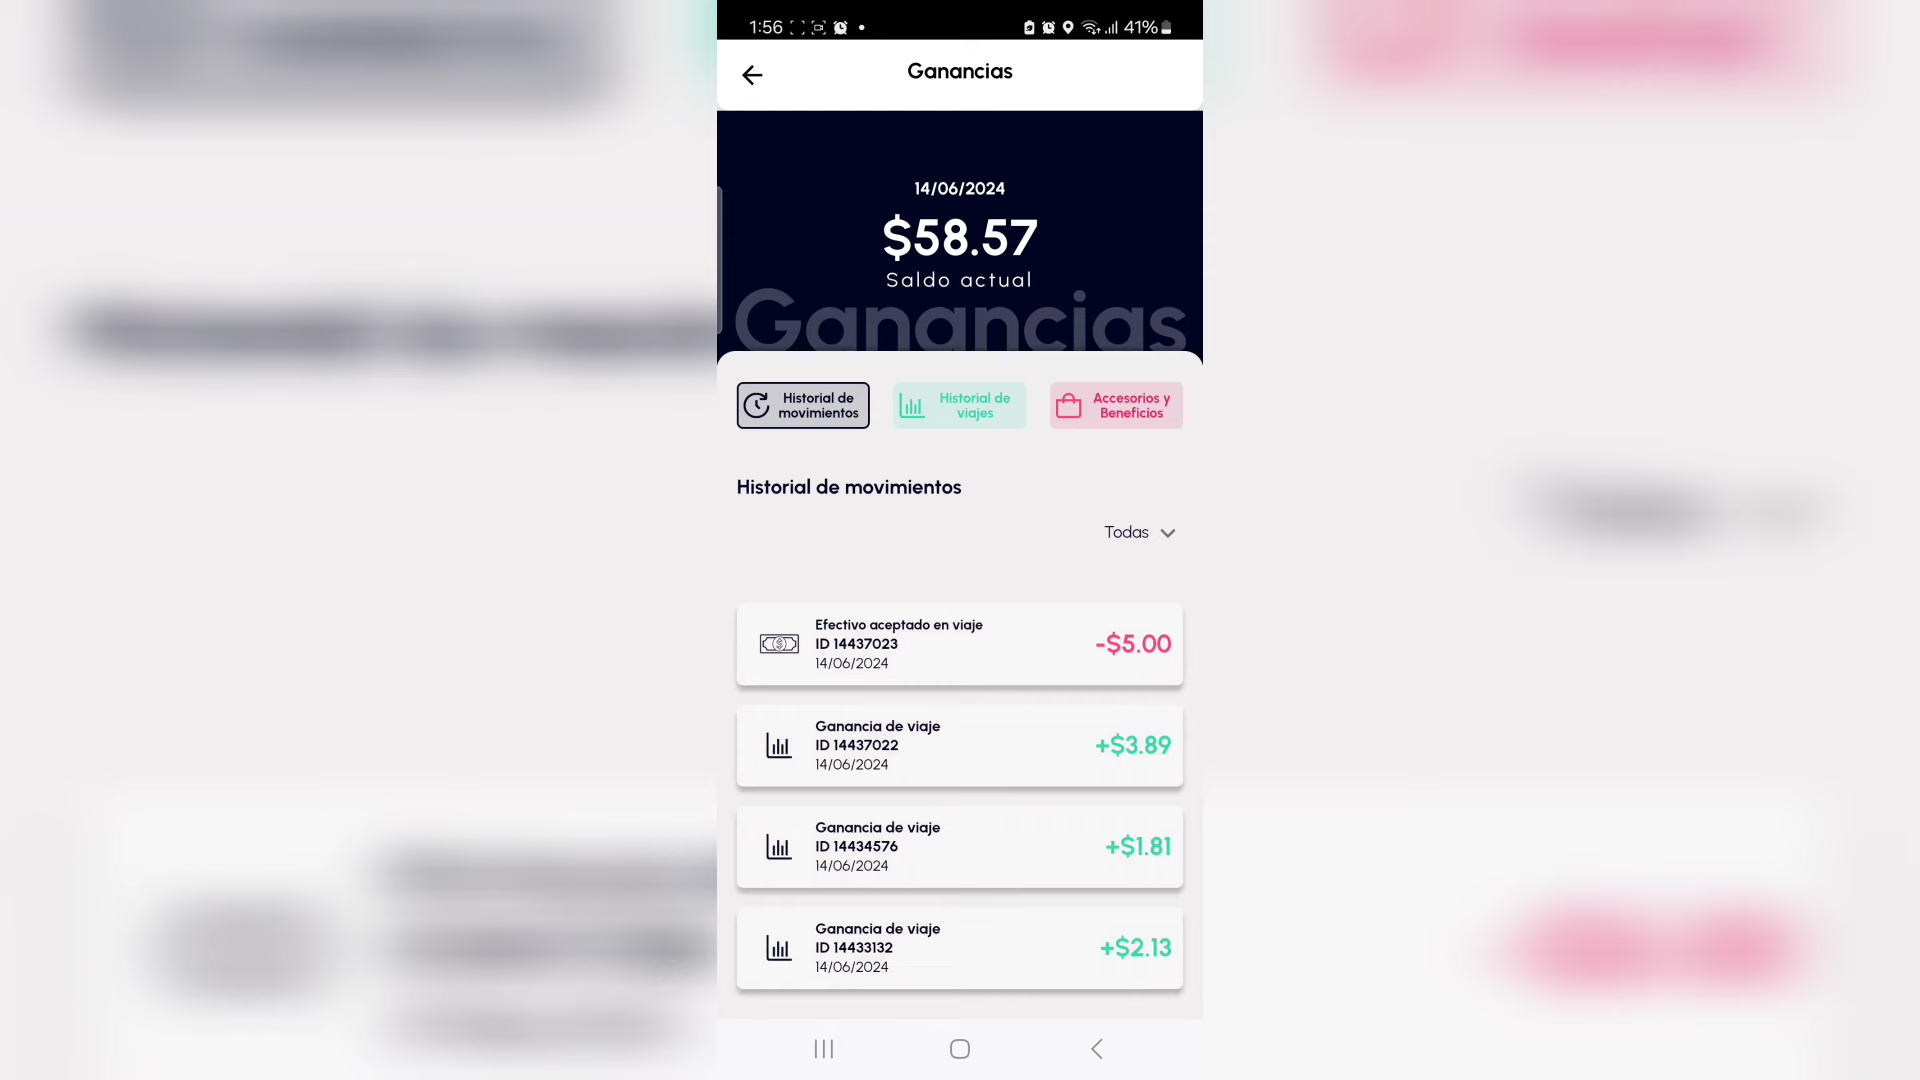 1:56
41%
Ganancias
14/06/2024
$58.57
Saldo actual
Ganancias
Historial de
movimientos
Historial de
viajes
Accesorios y
Beneficios
Historial de movimientos
Todas
Efectivo aceptado en viaje
ID 14437023
14/06/2024
-$5.00
Ganancia de viaje
ID 14437022
14/06/2024
+$3.89
Ganancia de viaje
ID 14434576
14/06/2024
+$1.81
Ganancia de viaje
ID 14433132
14/06/2024
+$2.13